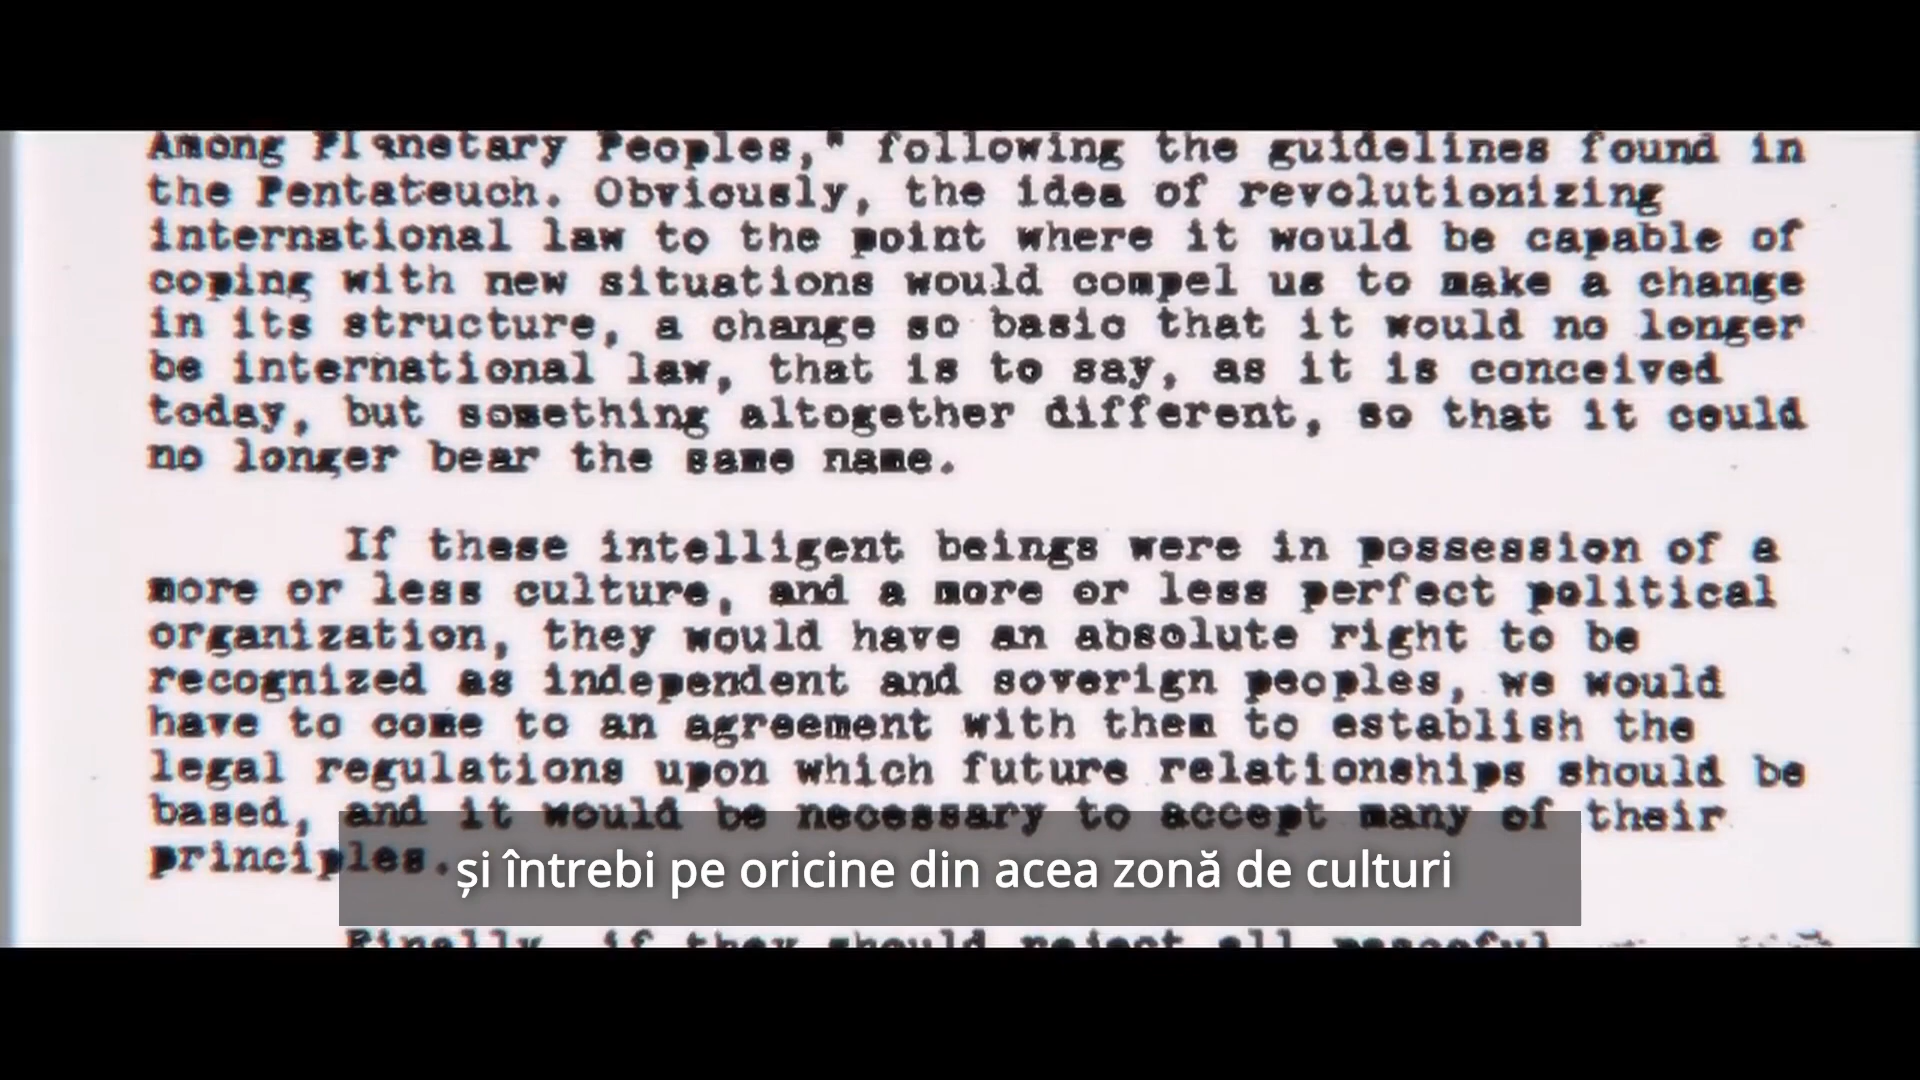 Among Planetary Peoples," following the guidelines found in
the Pentateuch. Obviously, the idea of revolutionizing
international law to the point where it would be capable of
coping with new situations would compel us to make a change
in its structure, a change so basic that it would no longer
be international law, that is to say, as it is conceived
today, but something altogether different, so that it could
no longer bear the same name.
If these intelligent beings were in possession of a
more or less culture, and a more or less perfect political
organization, they would have an absolute right to be
recognized as independent and soverign peoples, we would
have to come to an agreement with them to establish the
legal regulations upon which future relationships should be
based, and it would be necessary to accept many of their
principles.
și întrebi pe oricine din acea zonă de culturi
Finally, if they should reject all peaceful